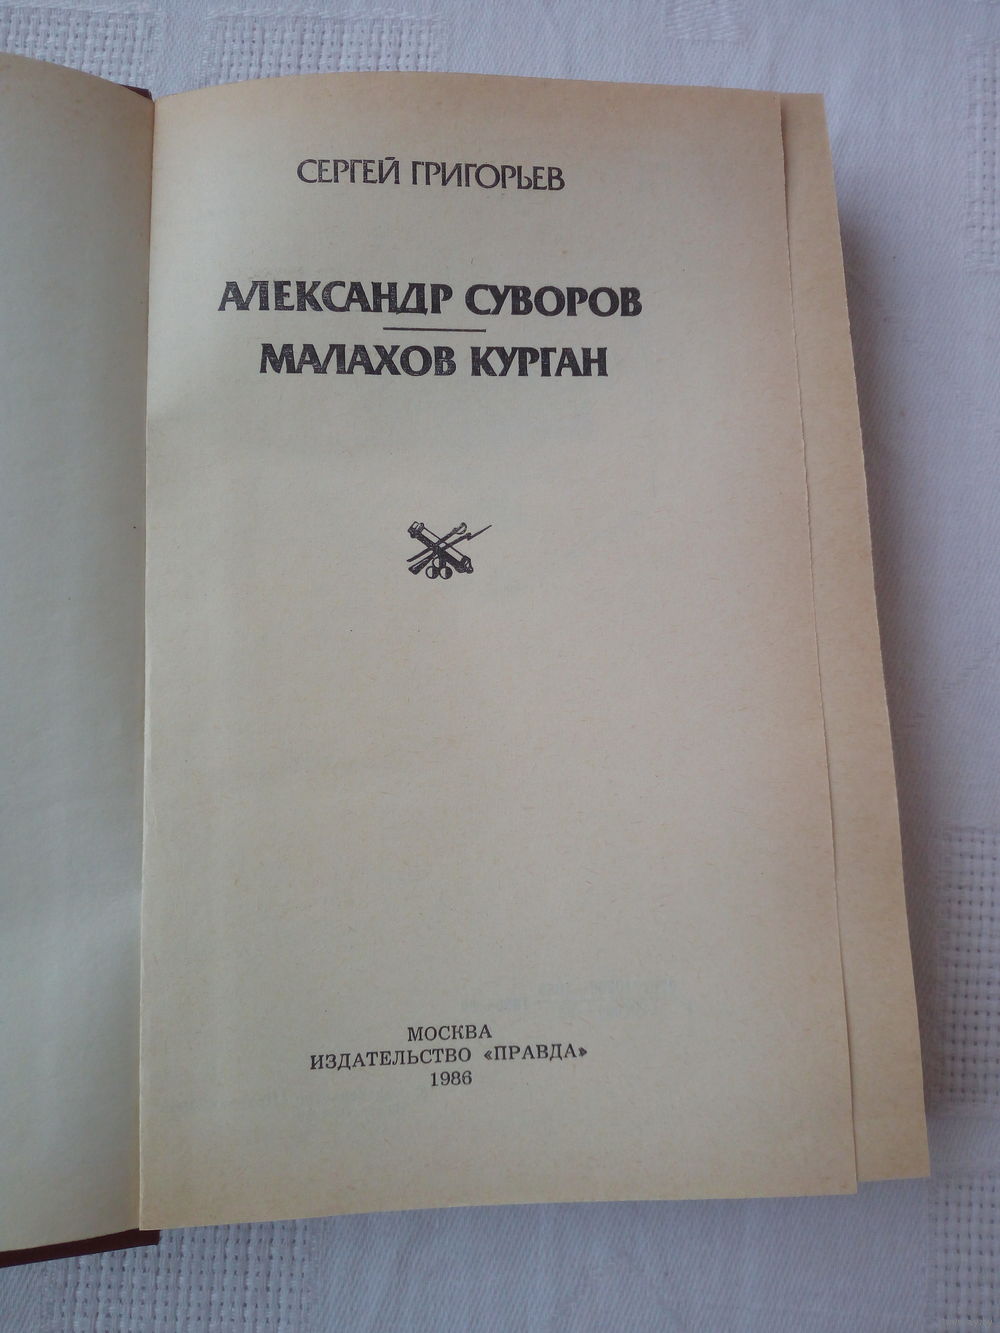 СЕРГЕЙ ГРИГОРЬЕВ
АЛЕКСАНДР СУВОРОВ
МАЛАХОВ КУРГАН
МОСКВА
ИЗДАТЕЛЬСТВО «ПРАВДА»
1986